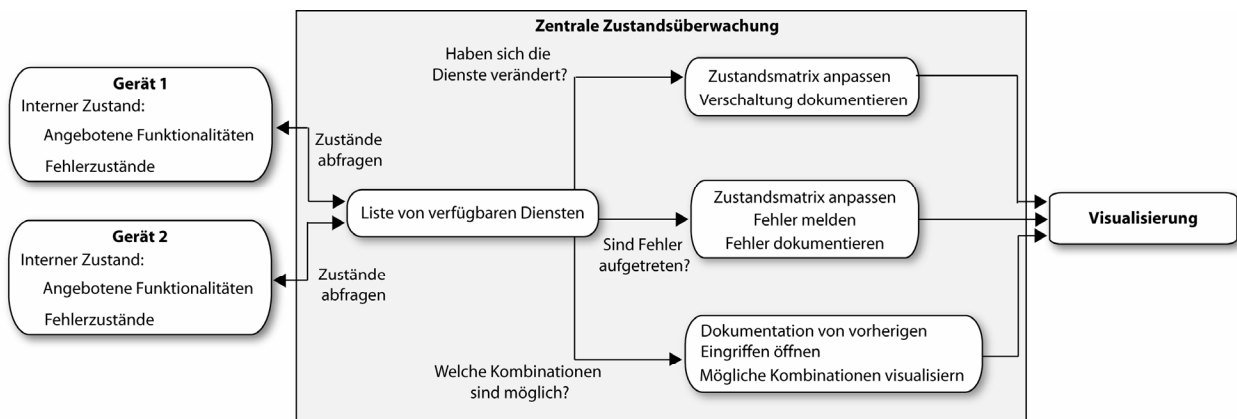 Zentrale Zustandsüberwachung
Gerät 1
Interner Zustand:
Angebotene Funktionalitäten
Fehlerzustände
Gerät 2
Interner Zustand:
Angebotene Funktionalitäten
Fehlerzustände
Zustände
abfragen
Zustände
abfragen
Liste von verfügbaren Diensten
Haben sich die
Dienste verändert?
Zustandsmatrix anpassen
Verschaltung dokumentieren
Sind Fehler
aufgetreten?
Zustandsmatrix anpassen
Fehler melden
Fehler dokumentieren
Welche Kombinationen
sind möglich?
Dokumentation von vorherigen
Eingriffen öffnen
Mögliche Kombinationen visualisiern
Visualisierung